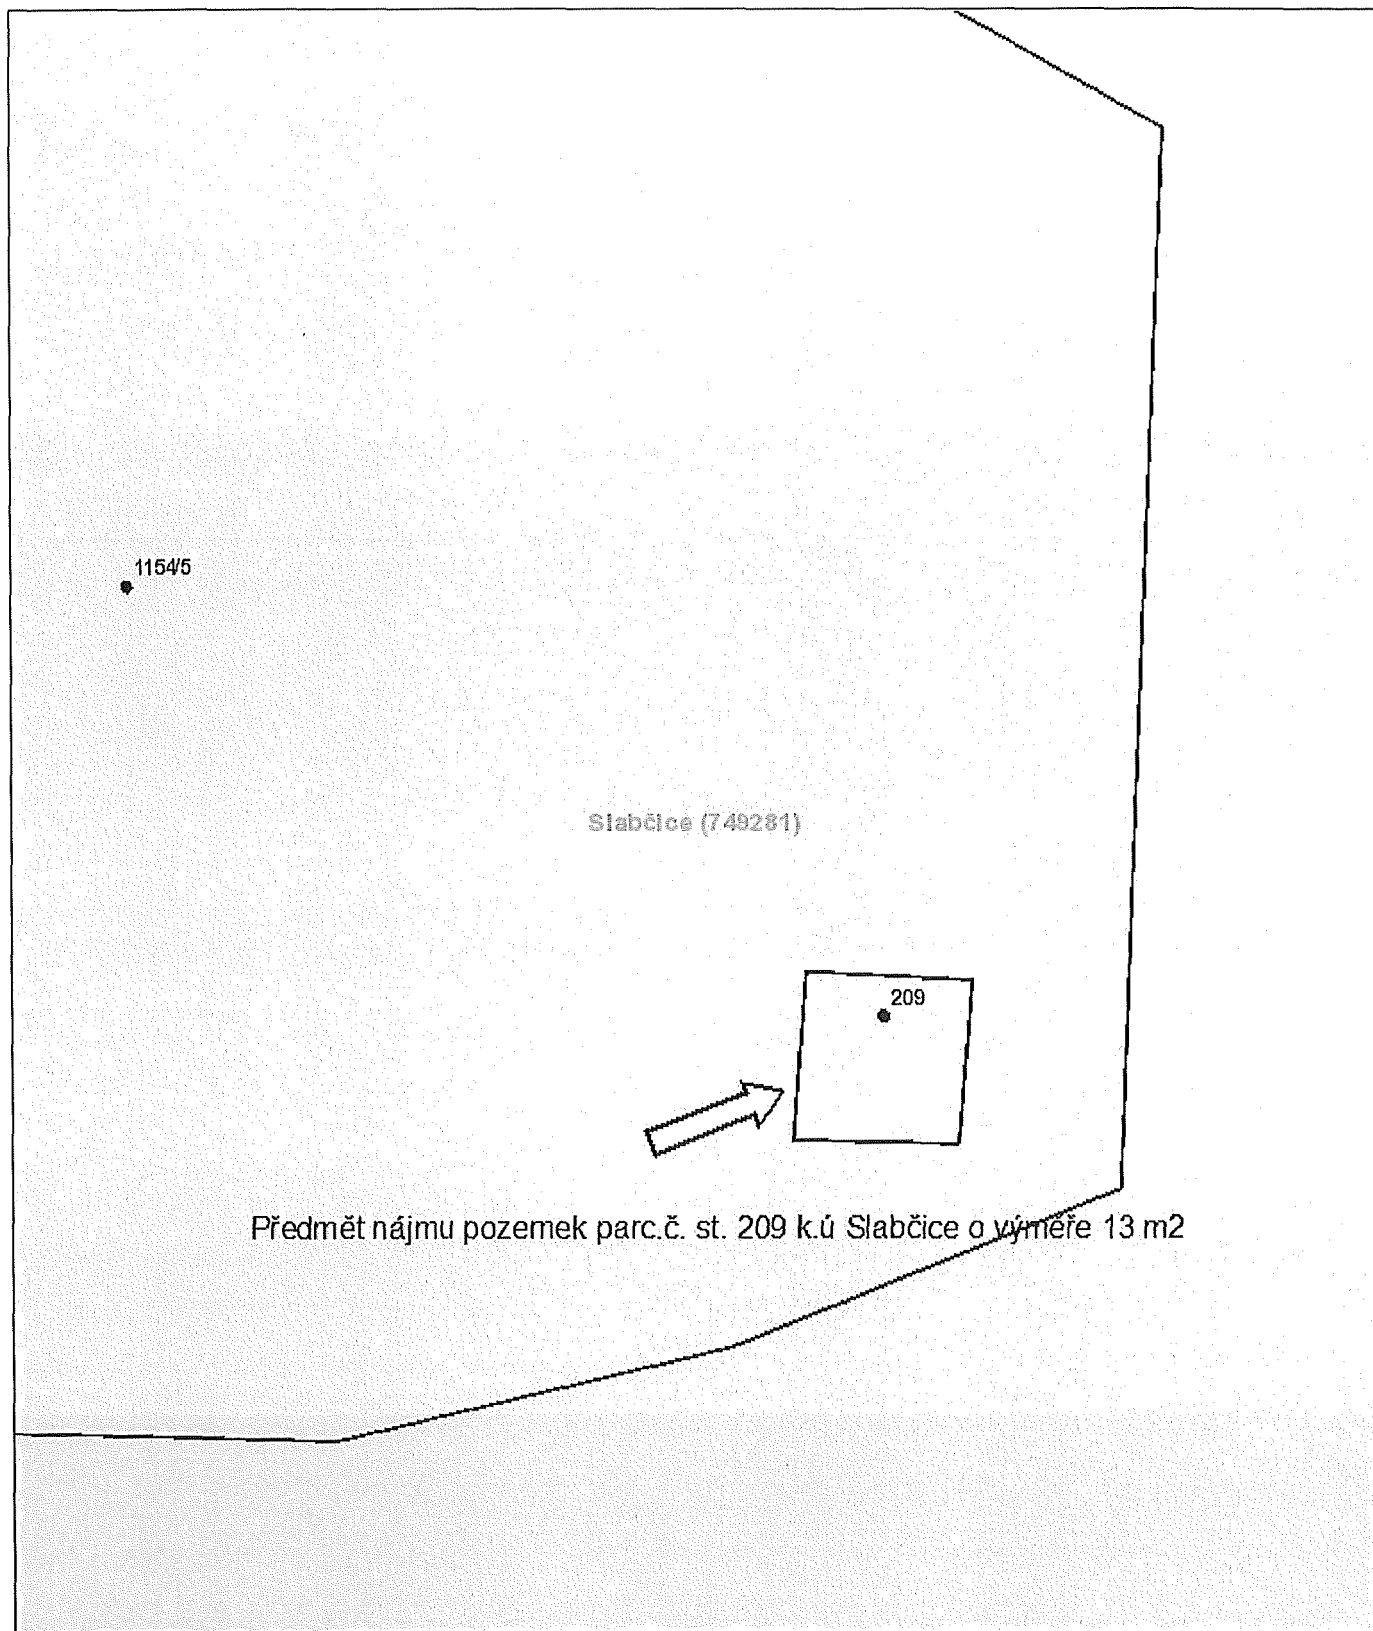 1154/5
Slabčice (749281)
209
Předmět nájmu pozemek parc.č. st. 209 k.ú Slabčice o výměře 13 m2